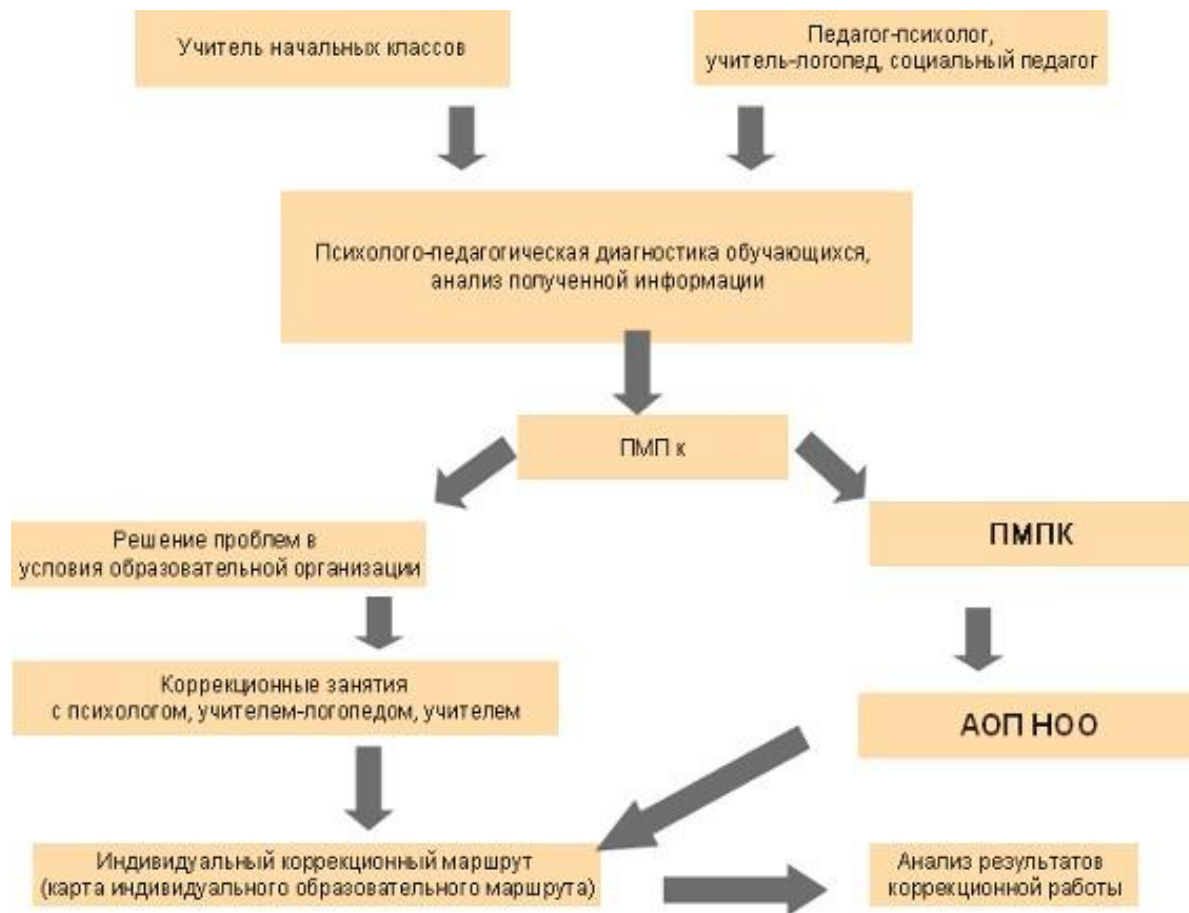 Учитель начальных классов
Педагог-психолог,
учитель-логопед, социальный педагог
Психолого-педагогическая диагностика обучающихся,
анализ полученной информации
ПМП к
Решение проблем в
условия образовательной организации
ПМПК
Коррекционные занятия
с психологом, учителем-логопедом, учителем
АОП НОО
Индивидуальный коррекционный маршрут
(карта индивидуального образовательного маршрута)
Анализ результатов
коррекционной работы